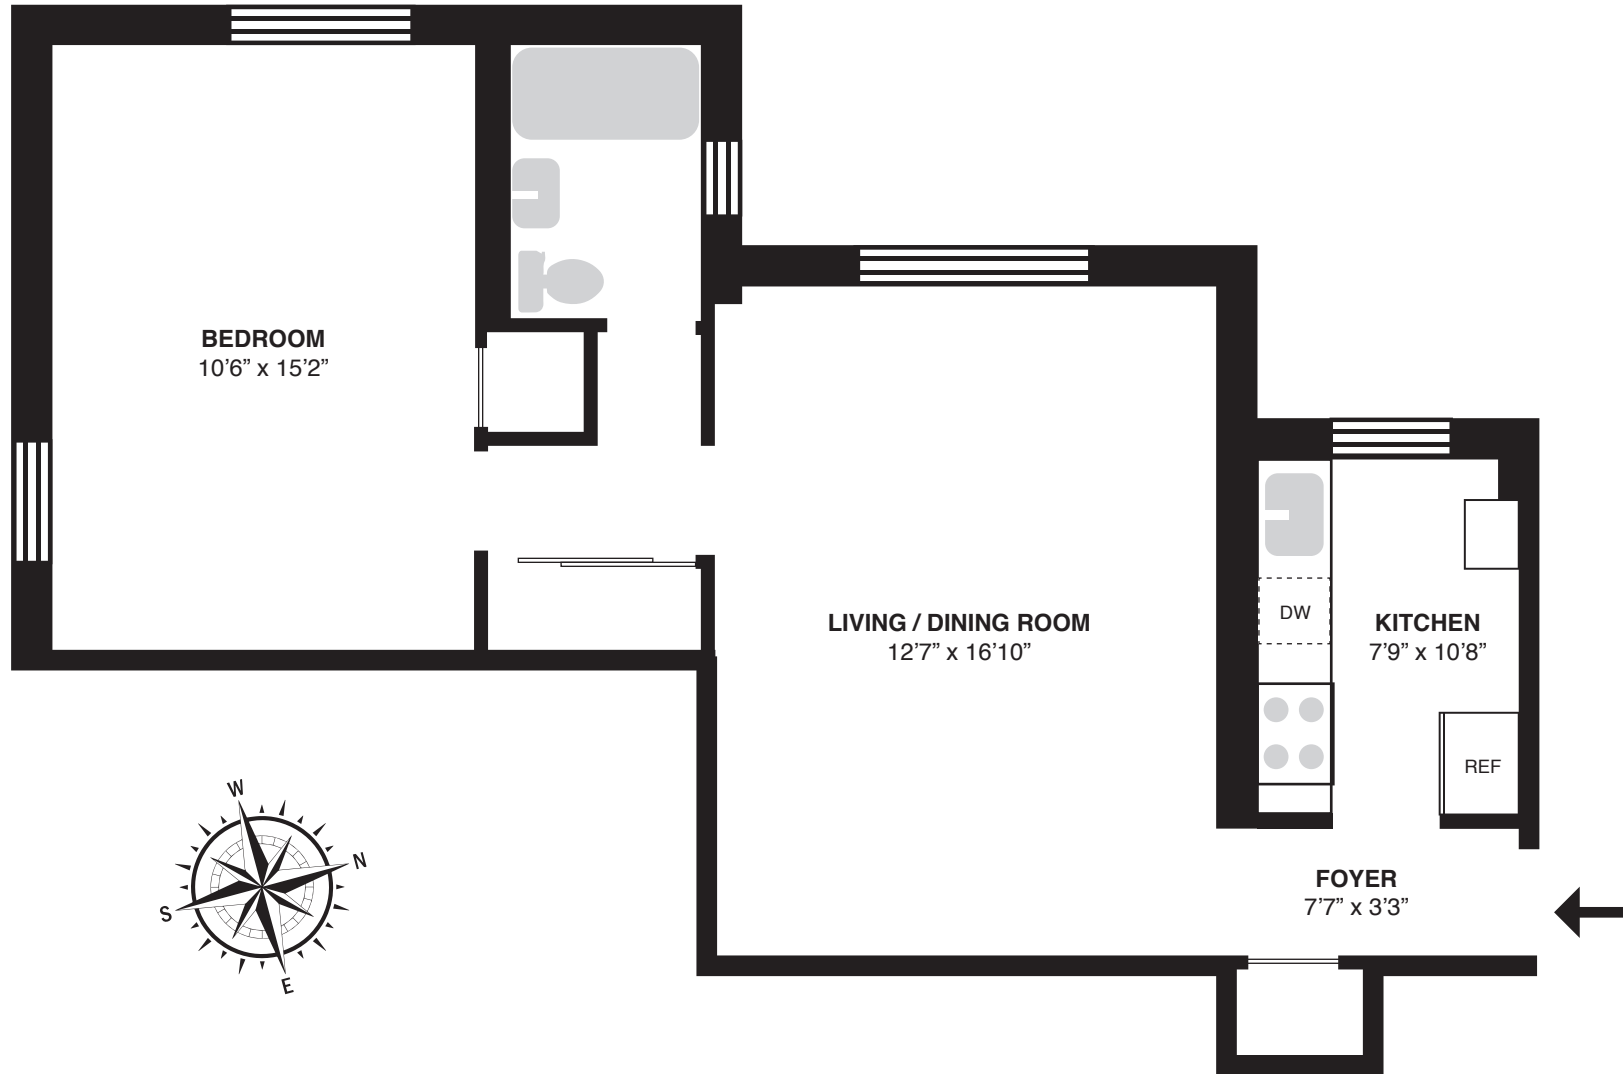 BEDROOM
10’6” x 15’2”
LIVING / DINING ROOM
12’7” x 16’10”
DW
KITCHEN
7’9” x 10’8”
REF
FOYER
7’7” x 3’3”
W
N
S
E